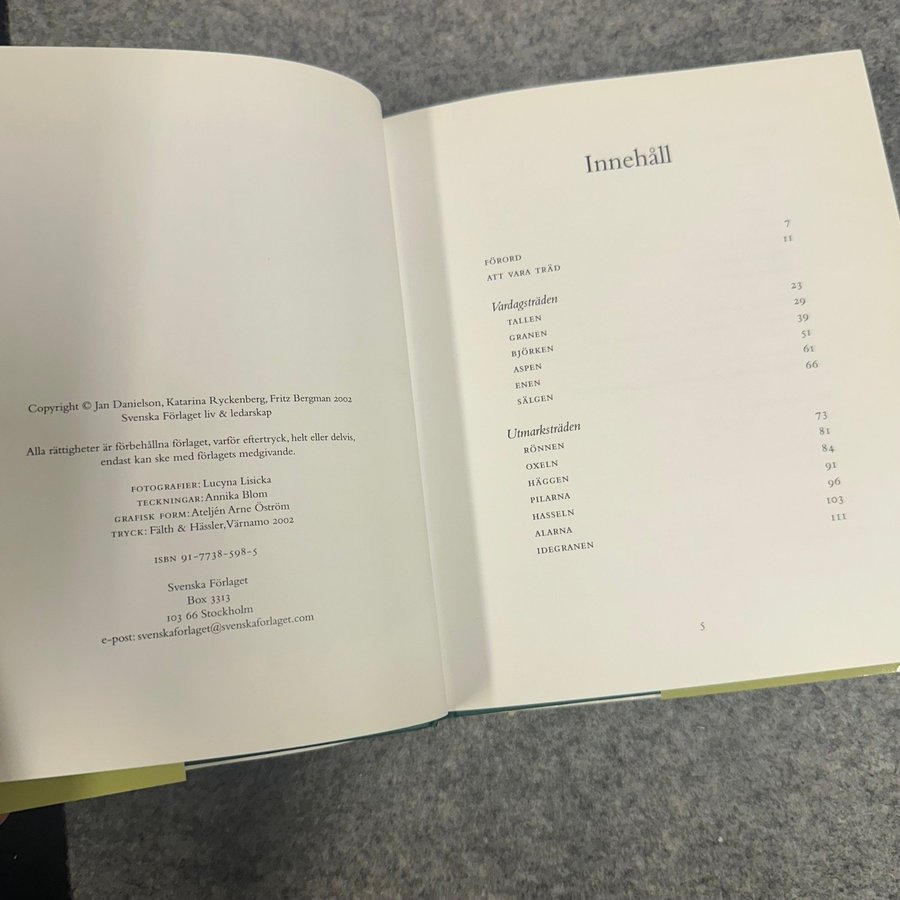 Copyright © Jan Danielson, Katarina Ryckenberg, Fritz Bergman 2002
Svenska Förlaget liv & ledarskap
Alla rättigheter är förbehållna förlaget, varför eftertryck, helt eller delvis,
endast kan ske med förlagets medgivande.
FOTOGRAFIER: Lucyna Lisicka
TECKNINGAR: Annika Blom
GRAFISK FORM: Ateljén Arne Öström
TRYCK: Fälth & Hässler, Värnamo 2002
ISBN 91-7738-598-5
Svenska Förlaget
Box 3313
103 66 Stockholm
e-post: svenskaforlaget@svenskaforlaget.com
Innehåll
FÖRORD 7
ATT VARA TRÄD 11
Vardagsträden
TALLEN 23
GRANEN 29
BJÖRKEN 39
ASPEN 51
ENEN 61
SÄLGEN 66
Utmarksträden
RÖNNEN 73
OXELN 81
HÄGGEN 84
PILARNA 91
HASSELN 96
ALARNA 103
IDEGRANEN 111
5